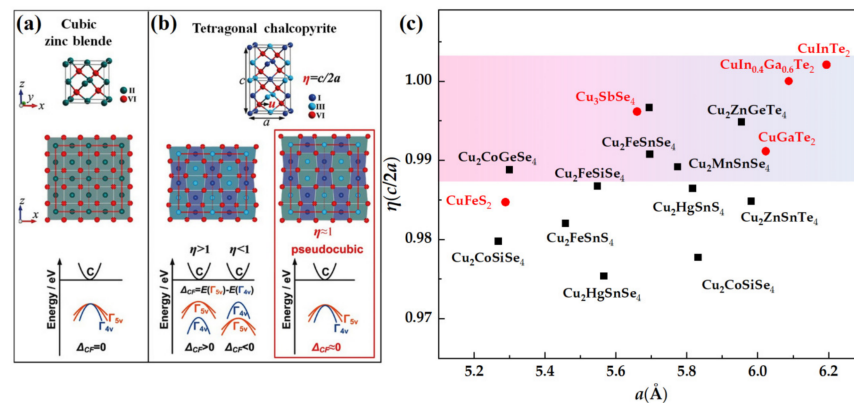 (a)
Cubic
zinc blende
II
VI
z
y
x
z
x
Energy / eV
C
Γ5v
Γ4v
ΔCF=0
(b)
Tetragonal chalcopyrite
η=c/2a
c
u
a
I
III
VI
η≈1
pseudocubic
η>1
η<1
Energy / eV
C
C
ΔCF=E(Γ5v)-E(Γ4v)
Γ5v
Γ4v
Γ4v
Γ5v
ΔCF>0
ΔCF<0
Energy / eV
C
Γ5v
Γ4v
ΔCF≈0
(c)
η(c/2a)
1.00
0.99
0.98
0.97
CuInTe2
CuIn0.4Ga0.6Te2
Cu3SbSe4
Cu2ZnGeTe4
Cu2FeSnSe4
CuGaTe2
Cu2CoGeSe4
Cu2MnSnSe4
Cu2FeSiSe4
CuFeS2
Cu2HgSnS4
Cu2ZnSnTe4
Cu2FeSnS4
Cu2CoSiSe4
Cu2HgSnSe4
Cu2CoSiSe4
5.2
5.4
5.6
5.8
6.0
6.2
a(Å)